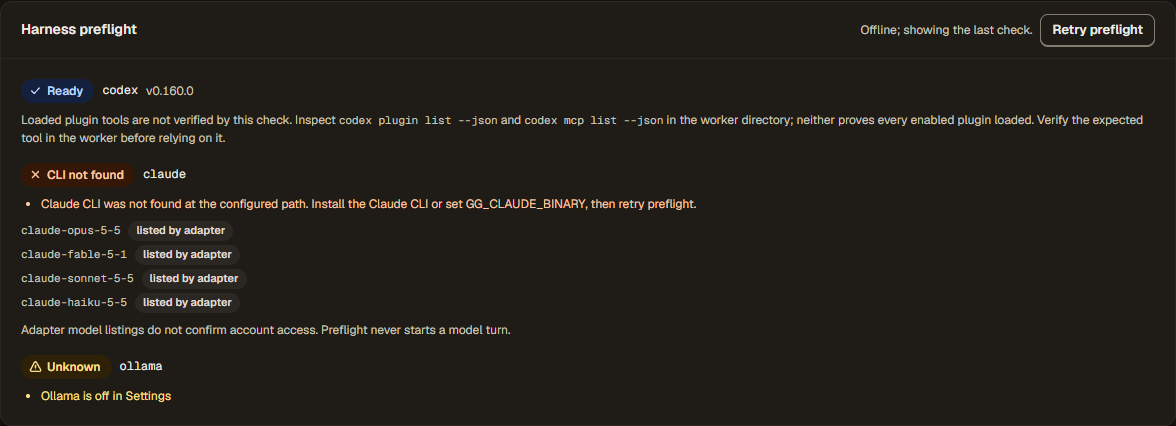 Harness preflight
Offline; showing the last check.
Retry preflight
Ready codex v0.160.0
Loaded plugin tools are not verified by this check. Inspect codex plugin list --json and codex mcp list --json in the worker directory; neither proves every enabled plugin loaded. Verify the expected
tool in the worker before relying on it.
CLI not found claude
• Claude CLI was not found at the configured path. Install the Claude CLI or set GG_CLAUDE_BINARY, then retry preflight.
claude-opus-5-5 listed by adapter
claude-fable-5-1 listed by adapter
claude-sonnet-5-5 listed by adapter
claude-haiku-5-5 listed by adapter
Adapter model listings do not confirm account access. Preflight never starts a model turn.
Unknown ollama
• Ollama is off in Settings